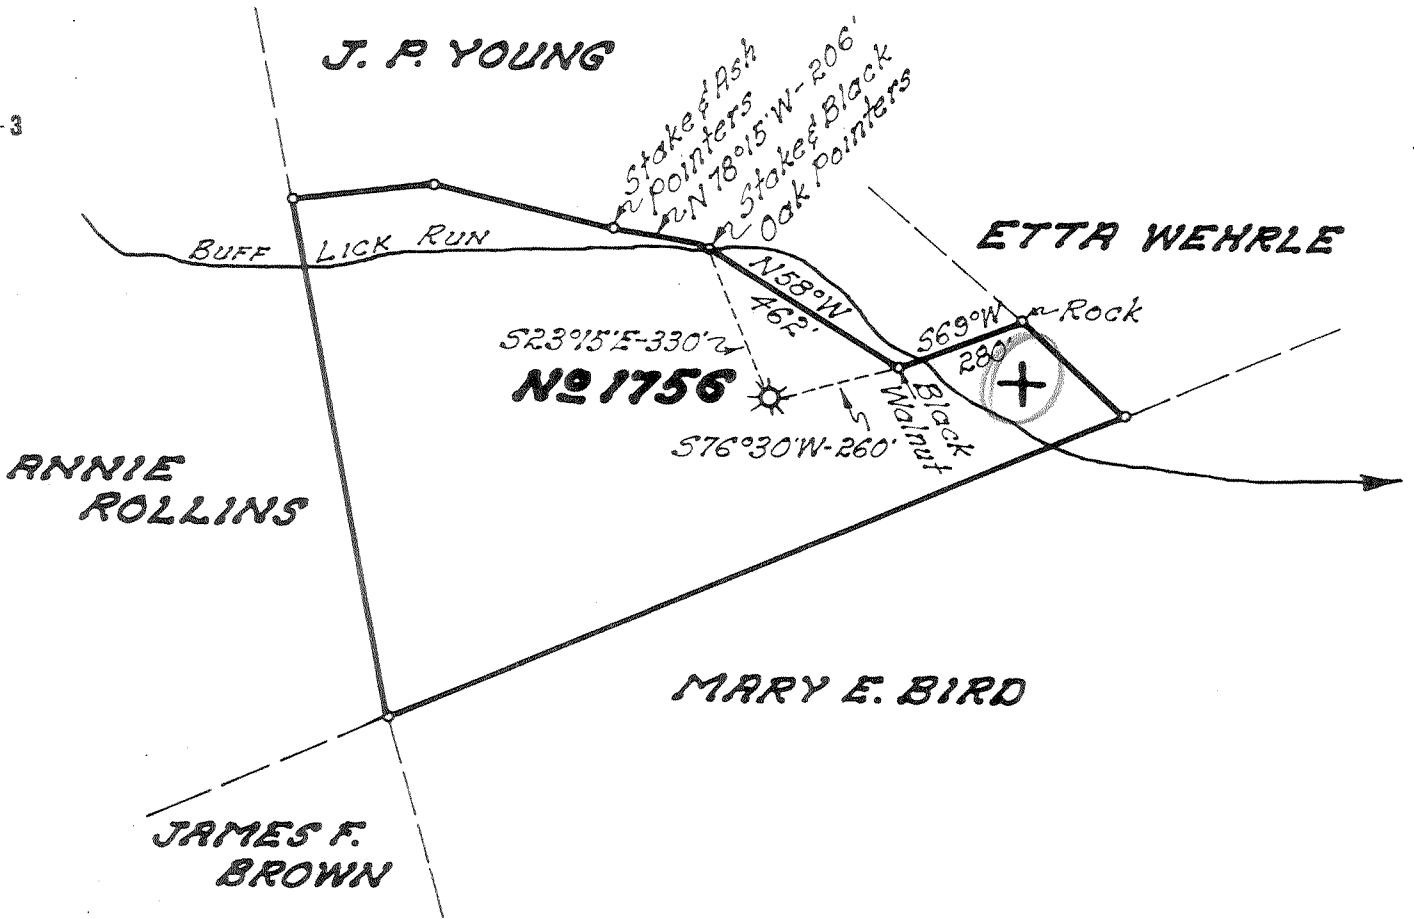 J. P. YOUNG
-3
Stake & Ash
Pointers
N 78°15'W-206'
Stake & Black
Oak Pointers
ETTA WEHRLE
BUFF LICK RUN
N58°W
462'
S69°W
280'
Rock
S23°15'E-330'
No 1756
Black
Walnut
S76°30'W-260'
ANNIE
ROLLINS
MARY E. BIRD
JAMES F.
BROWN